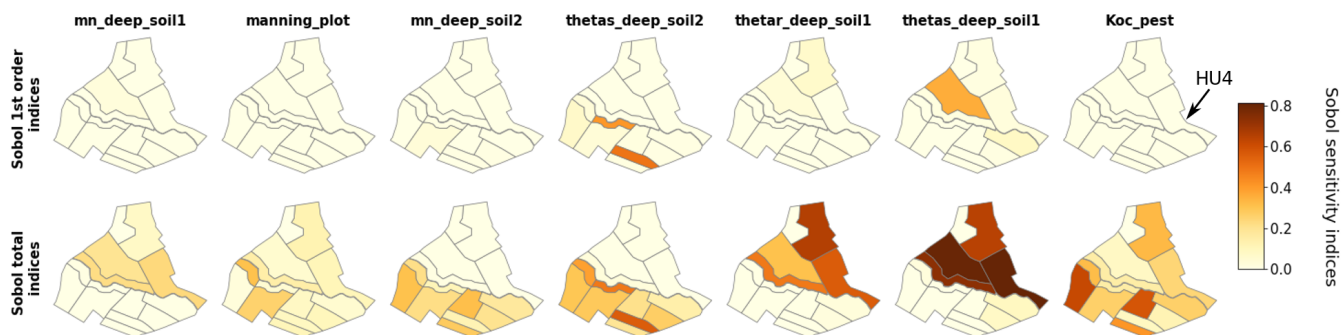 mn_deep_soil1 manning_plot mn_deep_soil2 thetas_deep_soil2 thetar_deep_soil1 thetas_deep_soil1 Koc_pest
Sobol 1st order
indices
HU4
Sobol total
indices
0.8
0.6
0.4
0.2
0.0
Sobol sensitivity indices